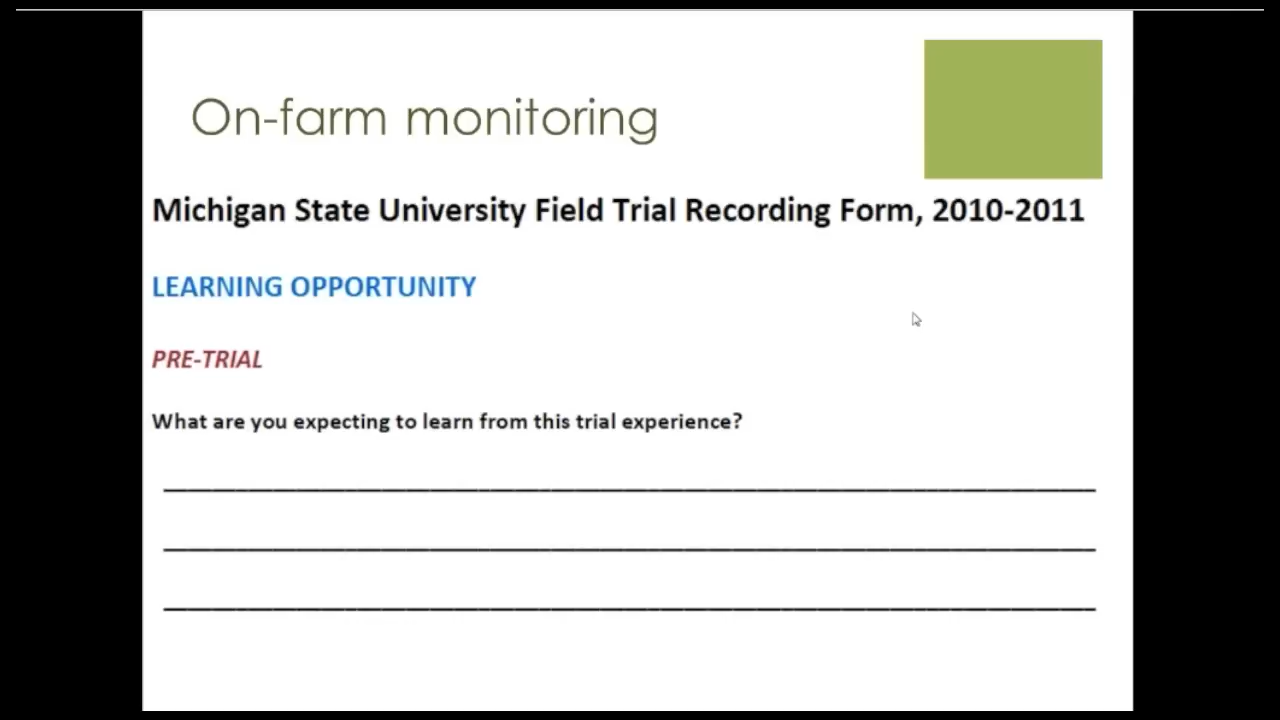 On-farm monitoring
Michigan State University Field Trial Recording Form, 2010-2011
LEARNING OPPORTUNITY
PRE-TRIAL
What are you expecting to learn from this trial experience?